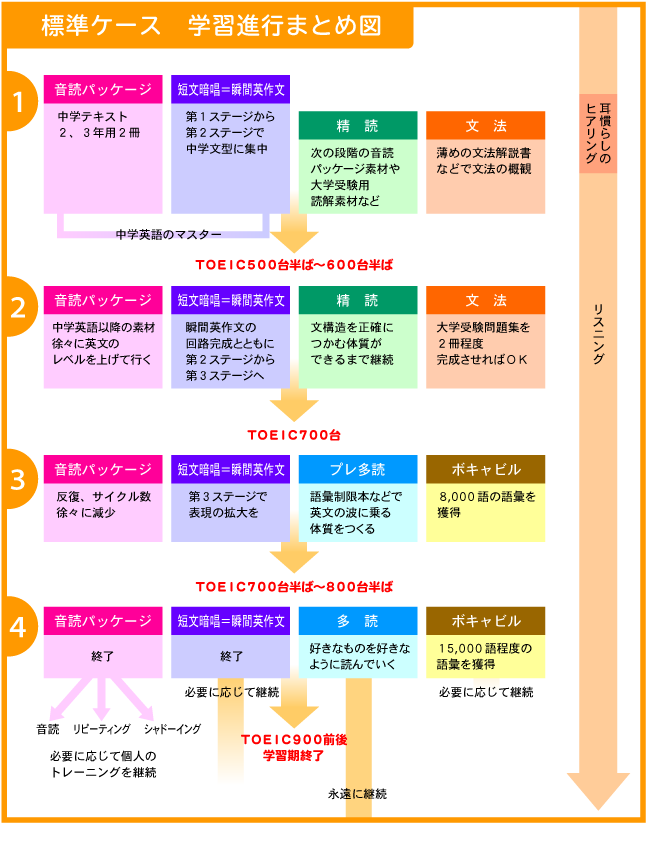 標準ケース　学習進行まとめ図
1
音読パッケージ
中学テキスト
２、３年用２冊
短文暗唱＝瞬間英作文
第１ステージから
第２ステージで
中学文型に集中
精　読
次の段階の音読
パッケージ素材や
大学受験用
読解素材など
文　法
薄めの文法解説書
などで文法の概観
中学英語のマスター
TOEIC500台半ば〜600台半ば
2
音読パッケージ
中学英語以降の素材
徐々に英文の
レベルを上げて行く
短文暗唱＝瞬間英作文
瞬間英作文の
回路完成とともに
第２ステージから
第３ステージへ
精　読
文構造を正確に
つかむ体質が
できるまで継続
文　法
大学受験問題集を
２冊程度
完成させればＯＫ
TOEIC700台
3
音読パッケージ
反復、サイクル数
徐々に減少
短文暗唱＝瞬間英作文
第３ステージで
表現の拡大を
プレ多読
語彙制限本などで
英文の波に乗る
体質をつくる
ボキャビル
8,000語の語彙を
獲得
TOEIC700台半ば〜800台半ば
4
音読パッケージ
終了
短文暗唱＝瞬間英作文
終了
多　読
好きなものを好きな
ように読んでいく
ボキャビル
15,000語程度の
語彙を獲得
音読　リピーティング　シャドーイング
必要に応じて個人の
トレーニングを継続
必要に応じて継続
TOEIC900前後
学習期終了
永遠に継続
必要に応じて継続
耳慣らしの
ヒアリング
リスニング